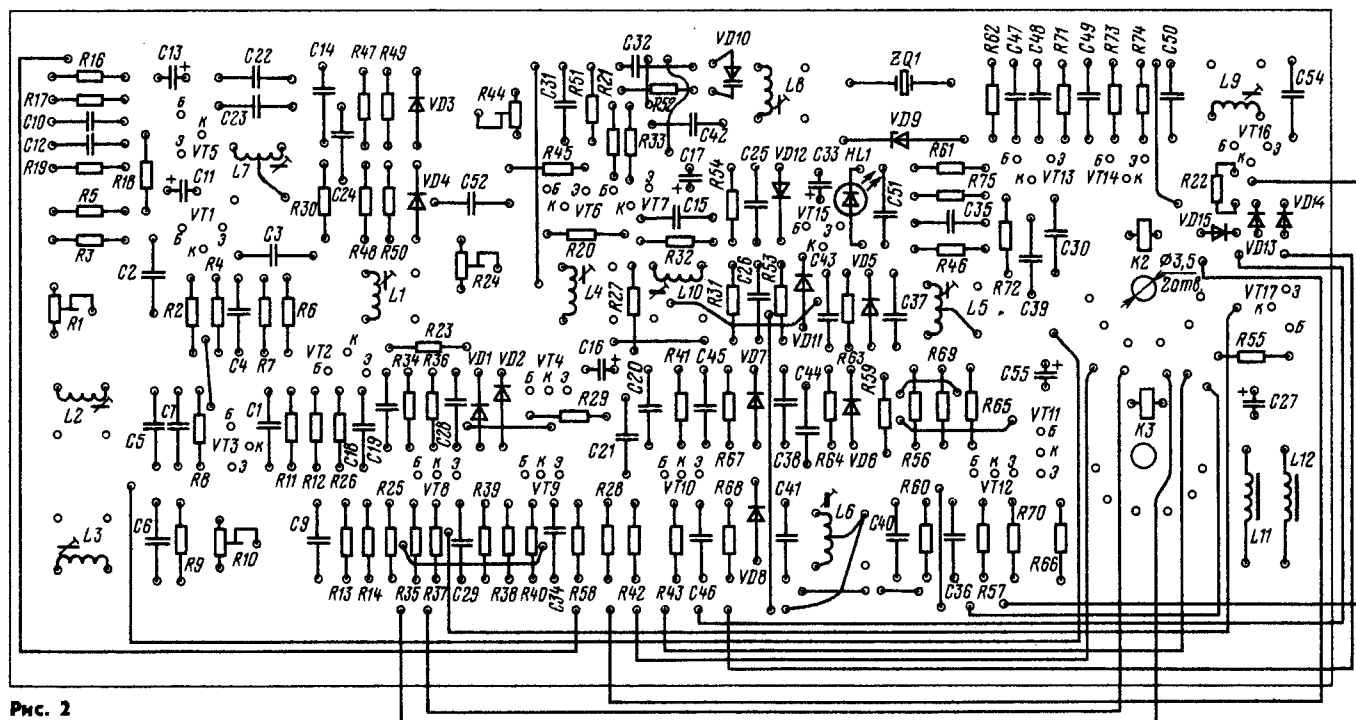 R16
C13
+
C22
C14
R47
R49
C31
R51
R21
C32
VD10
L8
ZQ1
R62
C47
C48
R71
C49
R73
R74
C50
L9
C54
R17
C10
C12
R19
R18
Б
К
Э
VT5
C23
L7
C24
VD3
R44
R52
R33
C42
VD9
VT16
Б
К
Э
R5
R3
C11
+
VT1
Б
К
Э
R30
R48
R50
VD4
C52
R45
Б
Э
К
VT6
Б
Э
К
VT7
C17
+
C15
R54
C25
VD12
C33
+
HL1
C51
VT15
Б
Э
К
R61
R75
C35
R46
Б
Э
К
VT13
VT14
Б
Э
К
R22
VD15
VD14
VD13
C2
R4
C3
R24
R20
R32
R72
C39
C30
K2
Ø3,5
2отв.
R1
R2
C4
R7
R6
L1
L4
R27
L10
R31
C26
R53
VD11
C43
VD5
R63
C37
L5
VT17
Э
К
Б
R55
VT2
Б
К
Э
R23
R34
R36
VD1
VD2
VT4
Б
К
Э
C16
+
C20
R41
C45
VD7
C44
R59
R69
C55
+
L2
C5
C7
R8
Б
К
Э
VT3
C1
R11
R12
R26
C18
C19
C28
R29
C21
R67
C38
R64
VD6
R56
R65
VT11
Б
К
Э
K3
C27
+
L3
C6
R9
R10
C9
R25
Б
К
Э
VT8
R39
Б
К
Э
VT9
R28
Б
К
Э
VT10
R68
C41
L6
C40
R60
Б
К
Э
VT12
R70
R66
L11
L12
R13
R14
R35
R37
C29
R38
R40
C34
R58
R42
R43
C46
VD8
C36
R57
Рис. 2